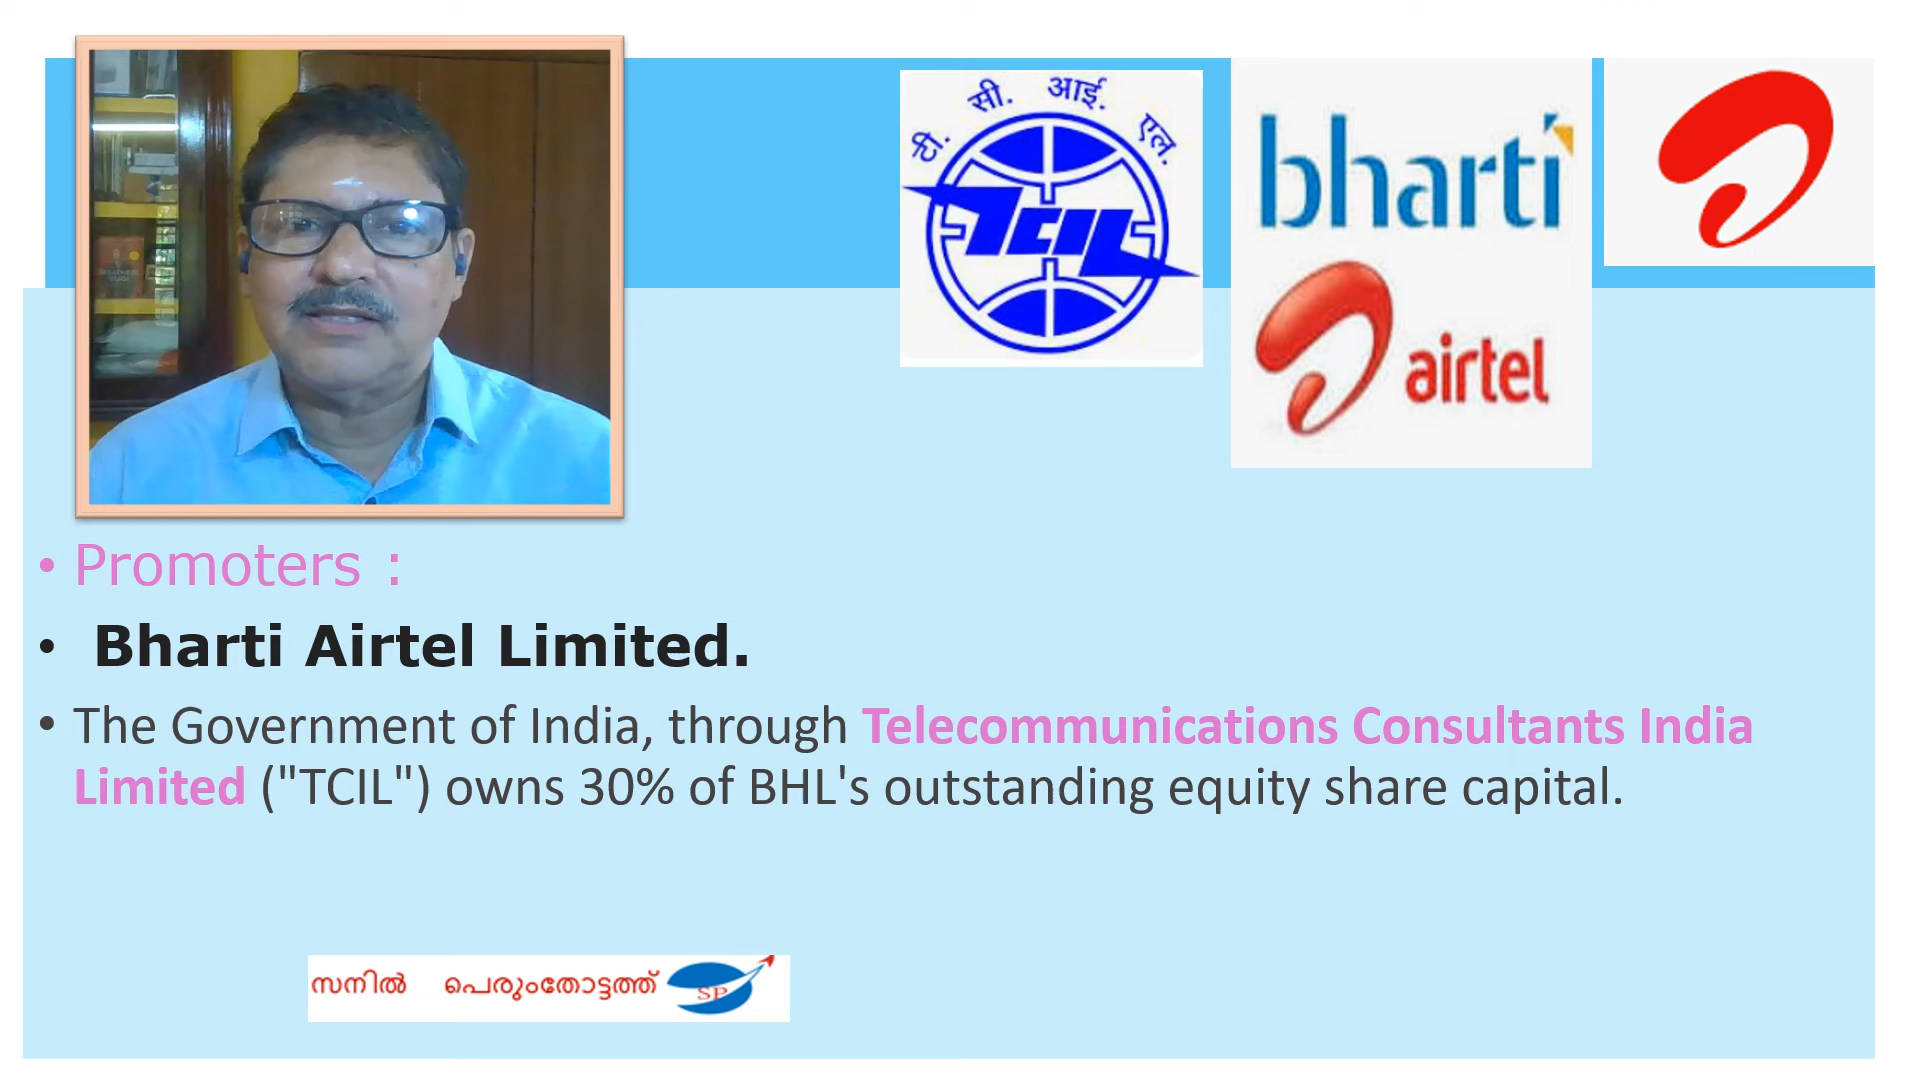 टी. सी. आई. एल.
TCIL
bharti
airtel
• Promoters :
• Bharti Airtel Limited.
• The Government of India, through Telecommunications Consultants India
Limited ("TCIL") owns 30% of BHL's outstanding equity share capital.
സനിൽ പെരുംതോട്ടത്ത് SP